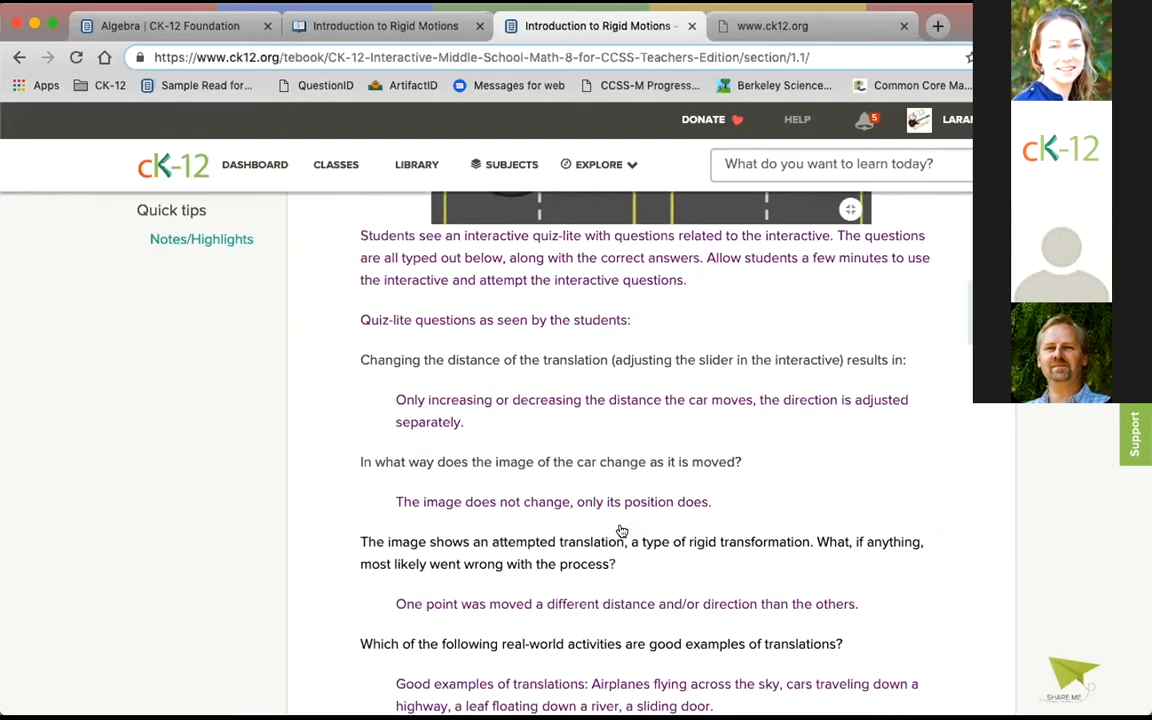 Algebra | CK-12 Foundation
Introduction to Rigid Motions
Introduction to Rigid Motions -
www.ck12.org
https://www.ck12.org/tebook/CK-12-Interactive-Middle-School-Math-8-for-CCSS-Teachers-Edition/section/1.1/
Apps
CK-12
Sample Read for...
QuestionID
ArtifactID
Messages for web
CCSS-M Progress...
Berkeley Science...
Common Core Ma...
DONATE
HELP
5
LARAM
cK-12
DASHBOARD
CLASSES
LIBRARY
SUBJECTS
EXPLORE
What do you want to learn today?
cK-12
Quick tips
Notes/Highlights
Students see an interactive quiz-lite with questions related to the interactive. The questions
are all typed out below, along with the correct answers. Allow students a few minutes to use
the interactive and attempt the interactive questions.
Quiz-lite questions as seen by the students:
Changing the distance of the translation (adjusting the slider in the interactive) results in:
Only increasing or decreasing the distance the car moves, the direction is adjusted
separately.
In what way does the image of the car change as it is moved?
The image does not change, only its position does.
The image shows an attempted translation, a type of rigid transformation. What, if anything,
most likely went wrong with the process?
One point was moved a different distance and/or direction than the others.
Which of the following real-world activities are good examples of translations?
Good examples of translations: Airplanes flying across the sky, cars traveling down a
highway, a leaf floating down a river, a sliding door.
Support
SHARE ME